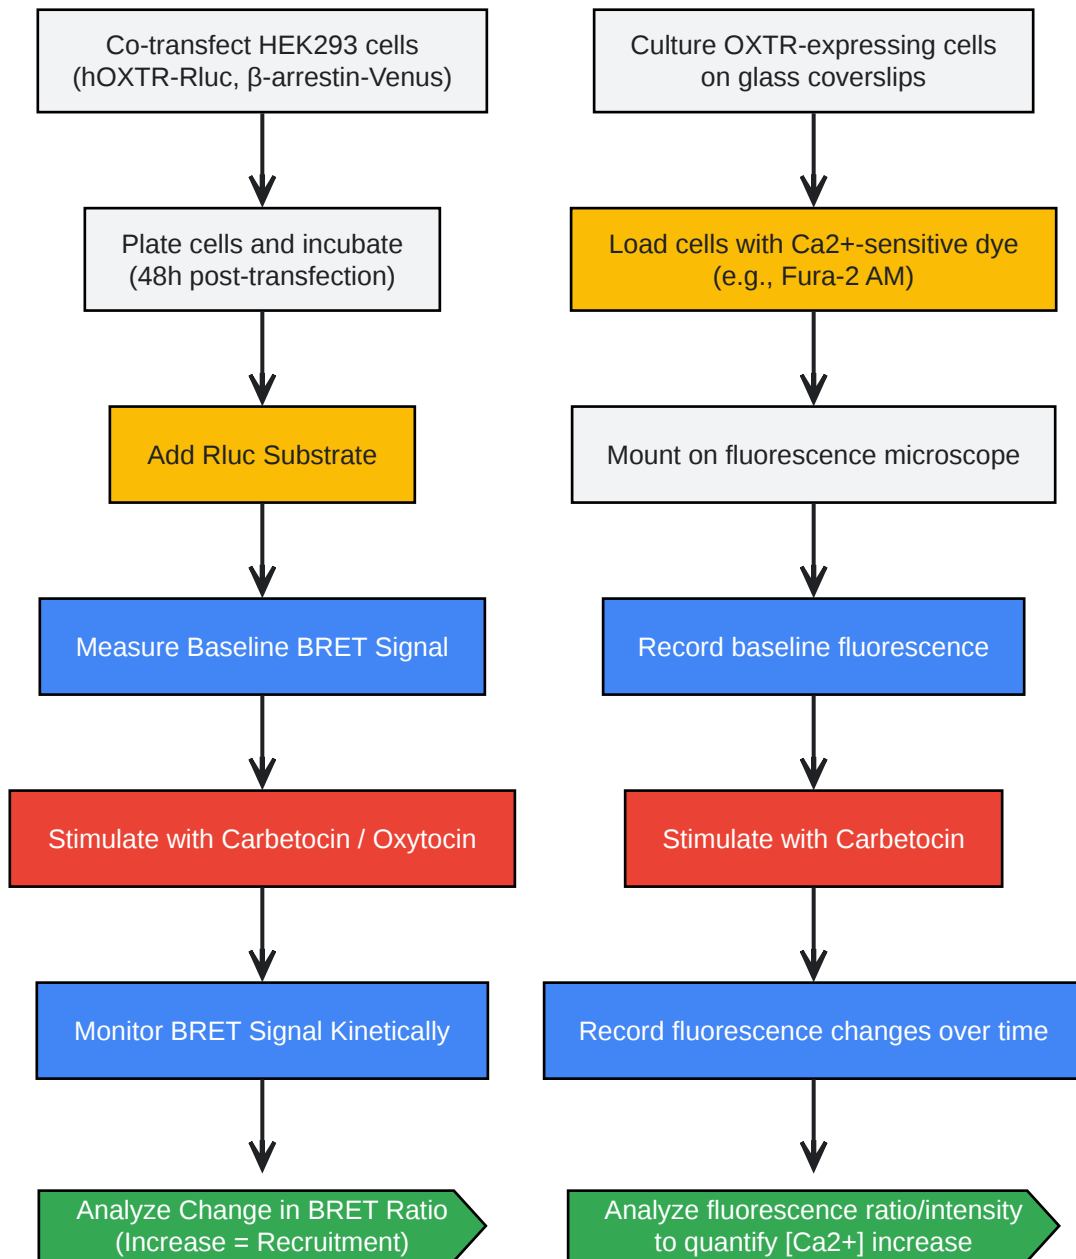 Co-transfect HEK293 cells
(hOXTR-Rluc, β-arrestin-Venus)
Plate cells and incubate
(48h post-transfection)
Add Rluc Substrate
Measure Baseline BRET Signal
Stimulate with Carbetocin / Oxytocin
Monitor BRET Signal Kinetically
Analyze Change in BRET Ratio
(Increase = Recruitment)
Culture OXTR-expressing cells
on glass coverslips
Load cells with Ca2+-sensitive dye
(e.g., Fura-2 AM)
Mount on fluorescence microscope
Record baseline fluorescence
Stimulate with Carbetocin
Record fluorescence changes over time
Analyze fluorescence ratio/intensity
to quantify [Ca2+] increase